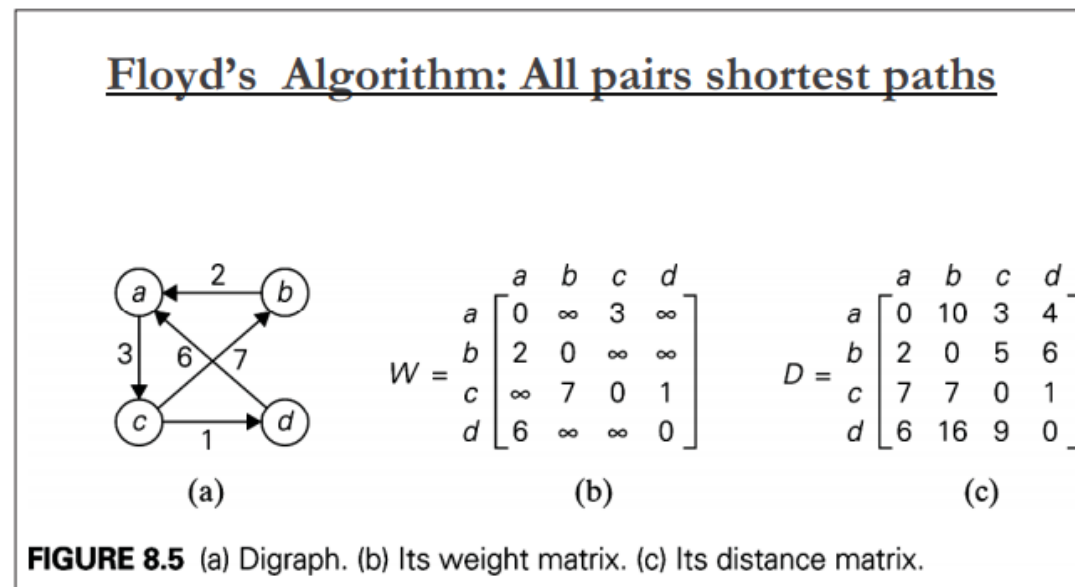 Floyd's Algorithm: All pairs shortest paths
a 2 b
3 6 7
c 1 d
(a)
a b c d
W = a 0 ∞ 3 ∞
b 2 0 ∞ ∞
c ∞ 7 0 1
d 6 ∞ ∞ 0
(b)
a b c d
D = a 0 10 3 4
b 2 0 5 6
c 7 7 0 1
d 6 16 9 0
(c)
FIGURE 8.5 (a) Digraph. (b) Its weight matrix. (c) Its distance matrix.